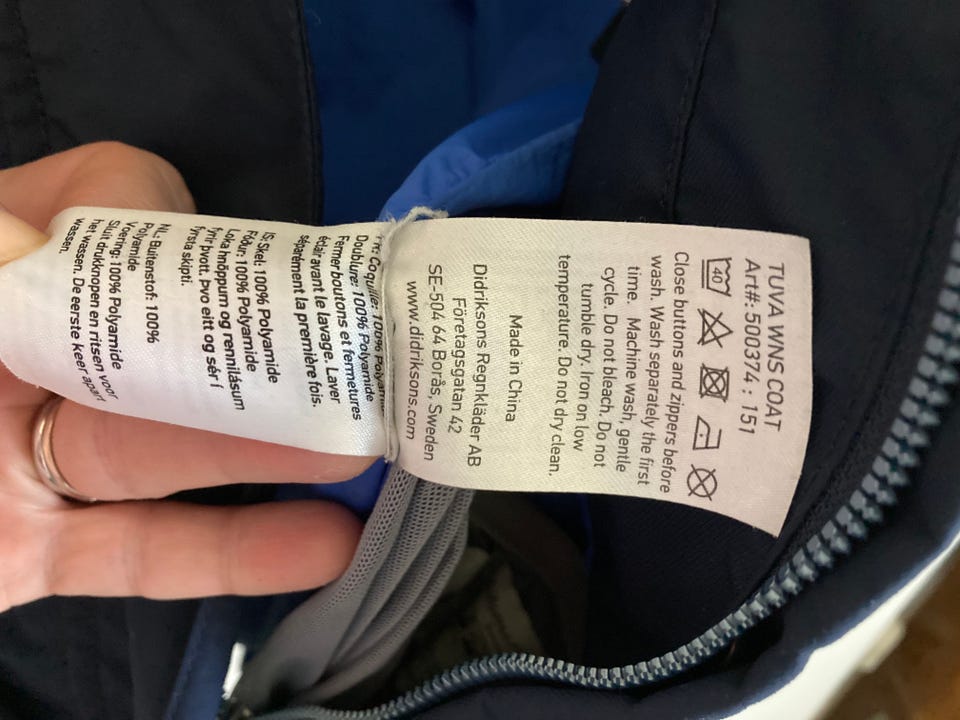 TUVA WNS COAT
Art#: 500374 : 151
40
Close buttons and zippers before
wash. Wash separately the first
time. Machine wash, gentle
cycle. Do not bleach. Do not
tumble dry. Iron on low
temperature. Do not dry clean.
Made in China
Didriksons Regnkläder AB
Företagsgatan 42
SE-504 64 Borås, Sweden
www.didriksons.com
FR: Coquille: 100% Polyamide
Doublure: 100% Polyamide
Fermer boutons et fermetures
éclair avant le lavage. Laver
séparément la première fois.
IS: Skel: 100% Polyamide
Fóður: 100% Polyamide
Loka hnöppum og rennilásum
fyrir þvott. Þvo eitt og sér í
fyrsta skipti.
NL: Buitenstof: 100%
Polyamide
Voering: 100% Polyamide
Sluit drukknopen en ritsen voor
het wassen. De eerste keer apart
wassen.